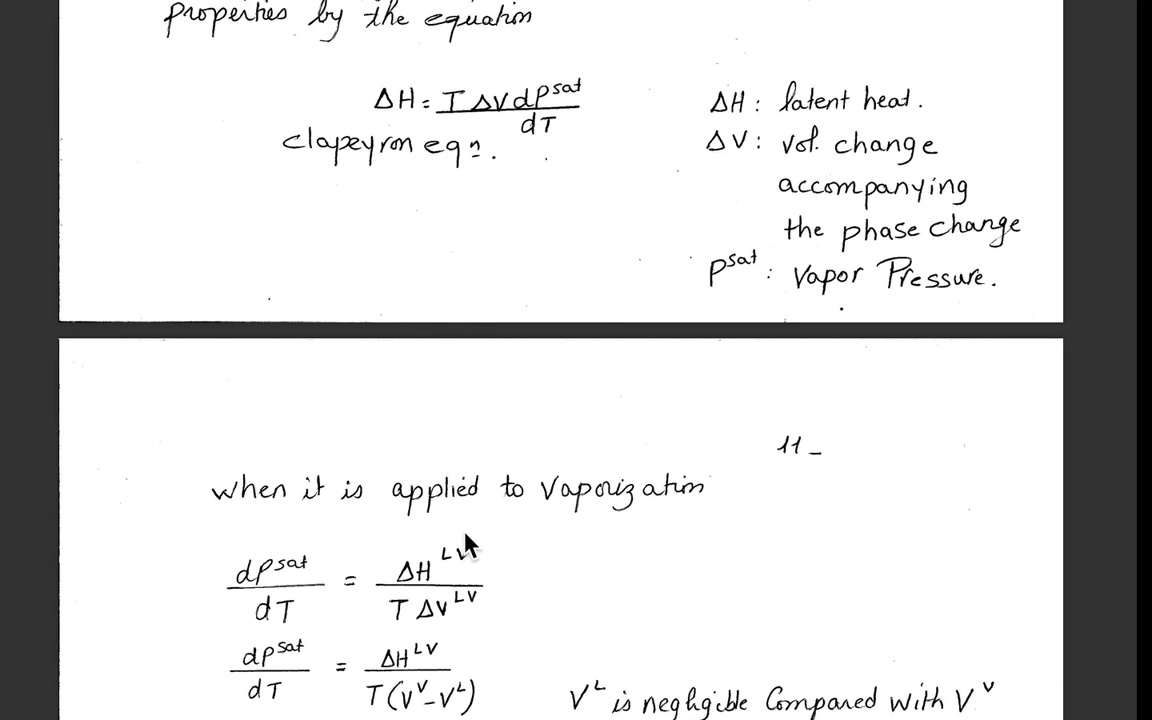 properties by the equation
ΔH = T ΔV dP^sat / dT
clapeyron eqn.
ΔH : latent heat.
ΔV : vol. change
accompanying
the phase change
P^sat : Vapor Pressure.
11 -
when it is applied to Vaporization
dP^sat / dT = ΔH^LV / T ΔV^LV
dP^sat / dT = ΔH^LV / T(V^V - V^L)
V^L is negligible Compared with V^V